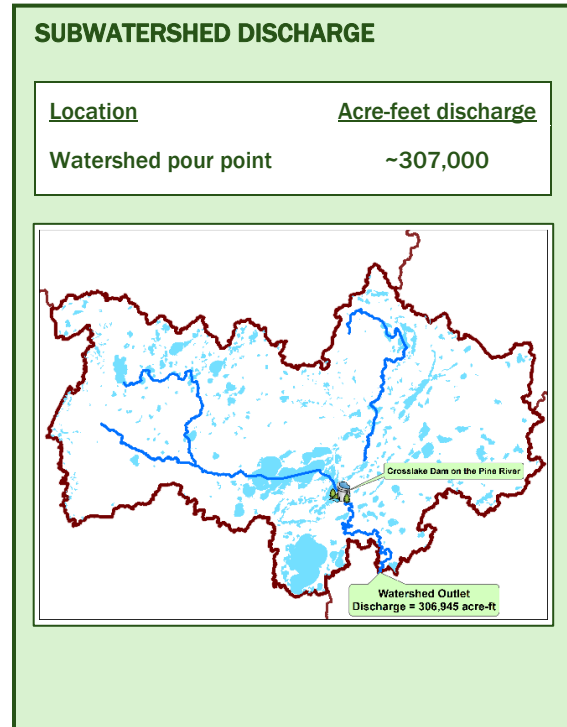 SUBWATERSHED DISCHARGE
Location Acre-feet discharge
Watershed pour point ~307,000
Crosslake Dam on the Pine River
Watershed Outlet
Discharge = 306,945 acre-ft